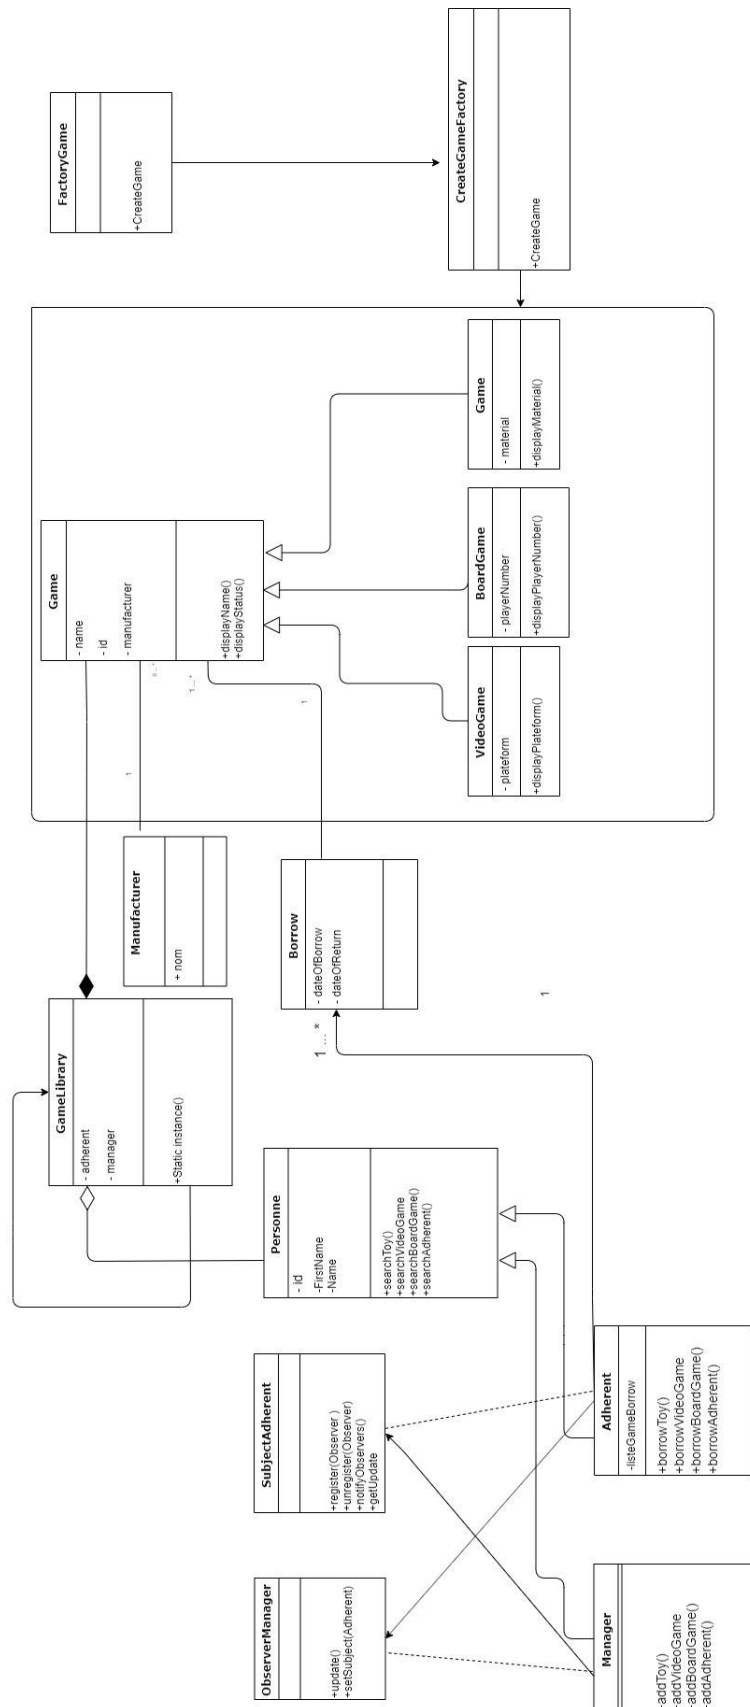 FactoryGame
+CreateGame
CreateGameFactory
+CreateGame
Game
- name
- id
- manufacturer
+displayName()
+displayStatus()
1
1 ... *
1
Game
- material
+displayMaterial()
BoardGame
- playerNumber
+displayPlayerNumber()
VideoGame
- plateform
+displayPlateform()
Manufacturer
+ nom
Borrow
- dateOfBorrow
- dateOfReturn
1 ... *
1
GameLibrary
- adherent
- manager
+Static instance()
Personne
- id
-FirstName
-Name
+searchToy()
+searchVideoGame
+searchBoardGame()
+searchAdherent()
SubjectAdherent
+register(Observer )
+unregister(Observer)
+notifyObservers()
+getUpdate
ObserverManager
+update()
+setSubject(Adherent)
Adherent
-listeGameBorrow
+borrowToy()
+borrowVideoGame
+borrowBoardGame()
+borrowAdherent()
Manager
-addToy()
-addVideoGame
-addBoardGame()
-addAdherent()